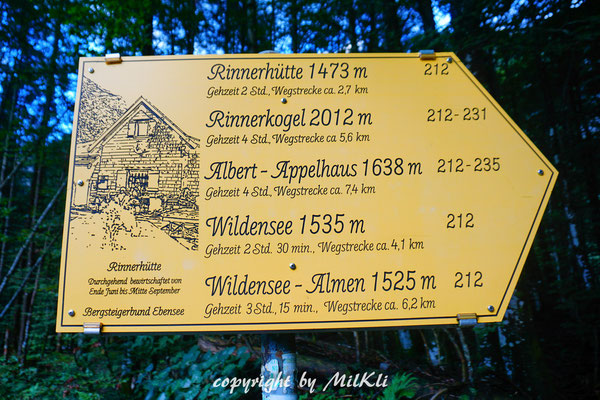 Rinnerhütte 1473 m 212
Gehzeit 2 Std., Wegstrecke ca. 2,7 km
Rinnerkogel 2012 m 212-231
Gehzeit 4 Std., Wegstrecke ca. 5,6 km
Albert - Appelhaus 1638 m 212-235
Gehzeit 4 Std., Wegstrecke ca. 7,4 km
Wildensee 1535 m 212
Gehzeit 2 Std. 30 min., Wegstrecke ca. 4,1 km
Wildensee - Almen 1525 m 212
Gehzeit 3 Std., 15 min., Wegstrecke ca. 6,2 km
Rinnerhütte
Durchgehend bewirtschaftet von
Ende Juni bis Mitte September
Bergsteigerbund Ebensee
copyright by MilKli